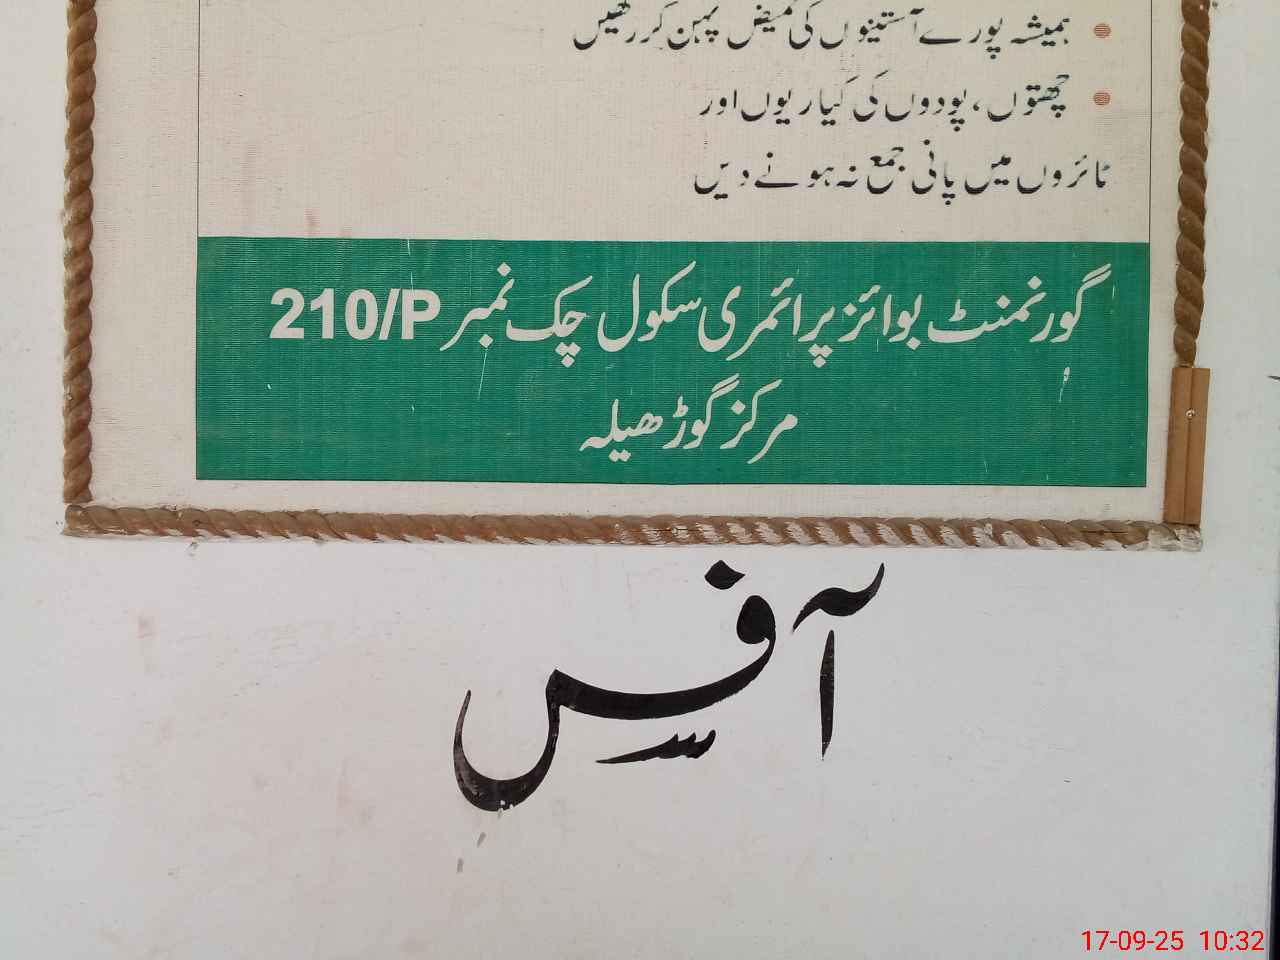 ہمیشہ پورے آستینوں کی قمیض پہن کر رکھیں
چھتوں، پودوں کی کیاریوں اور
ٹائروں میں پانی جمع نہ ہونے دیں
گورنمنٹ بوائز پرائمری سکول چک نمبر 210/P
مرکز گوڑھیلہ
آفس
17-09-25 10:32